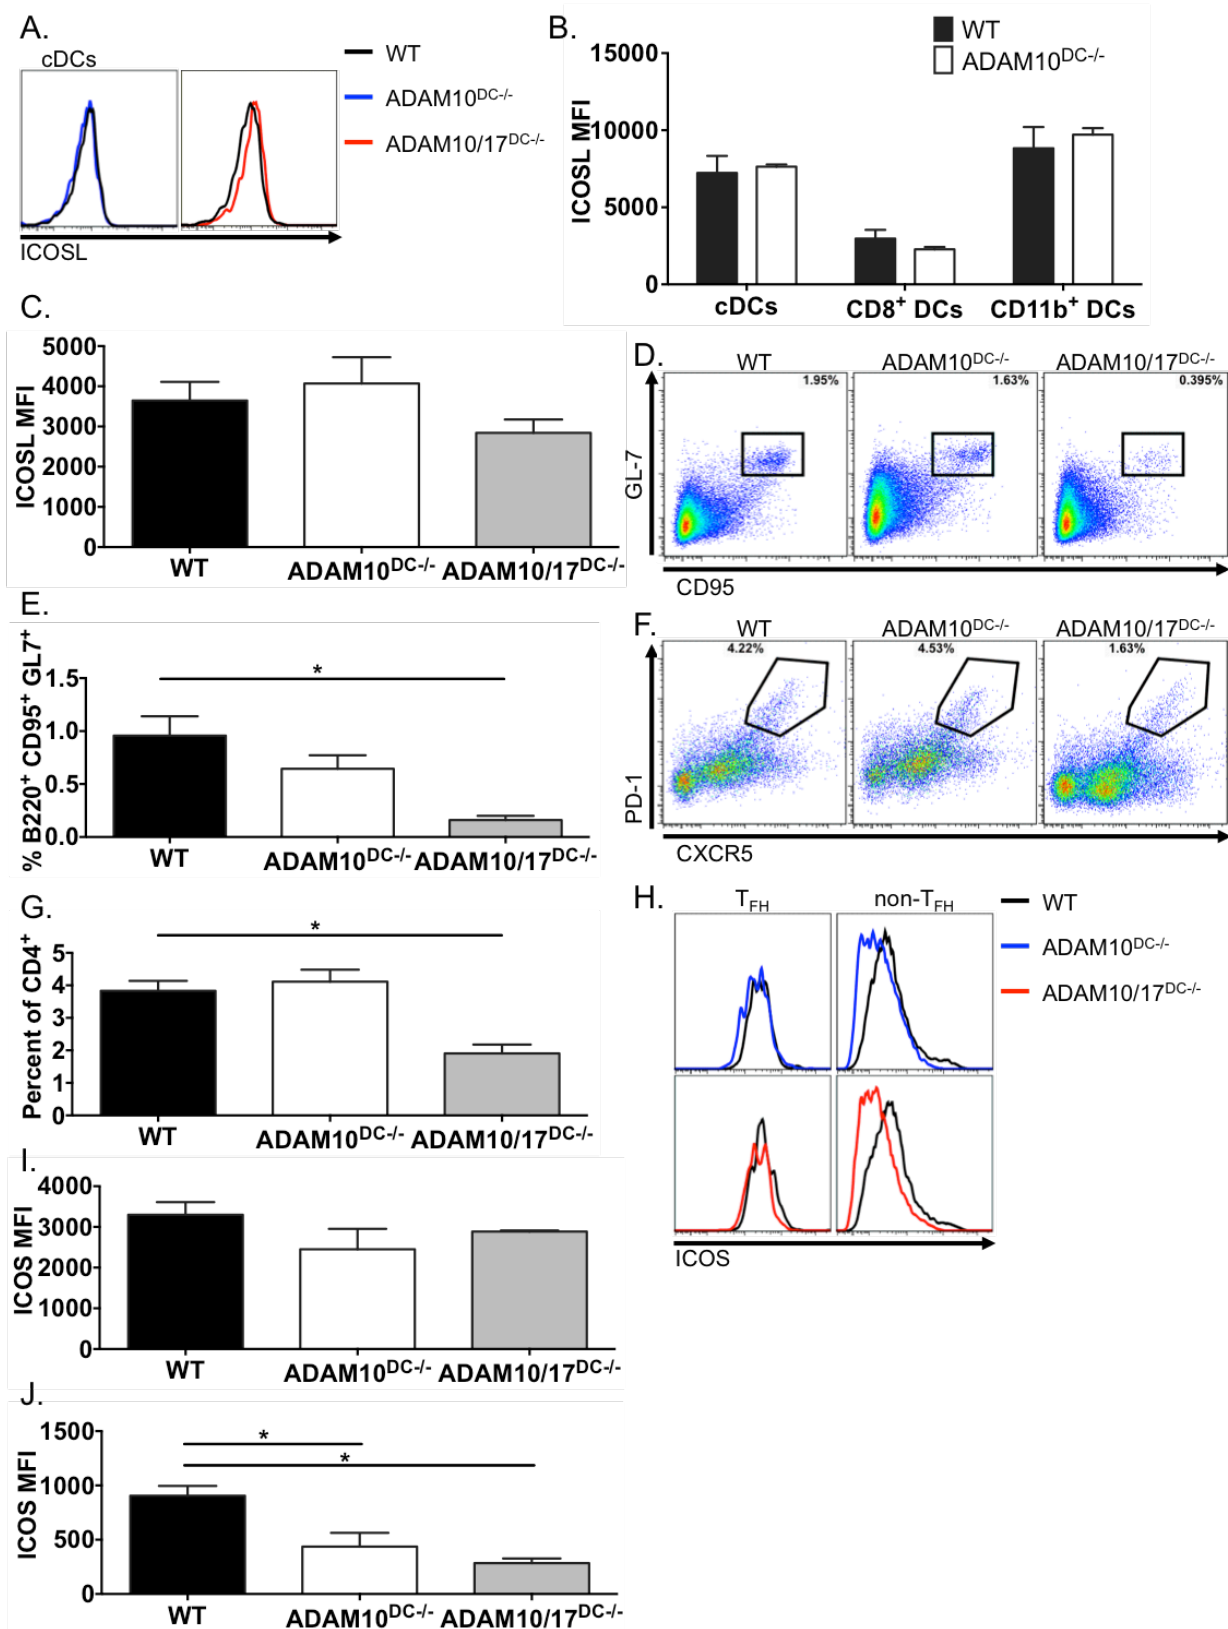 A.
cDCs
WT
ADAM10DC-/-
ADAM10/17DC-/-
ICOSL
B.
WT
ADAM10DC-/-
ICOSL MFI
15000
10000
5000
0
cDCs CD8+ DCs CD11b+ DCs
C.
ICOSL MFI
5000
4000
3000
2000
1000
0
WT ADAM10DC-/- ADAM10/17DC-/-
D.
WT ADAM10DC-/- ADAM10/17DC-/-
1.95% 1.63% 0.395%
GL-7
CD95
E.
% B220+ CD95+ GL7+
1.5
1.0
0.5
0.0
*
WT ADAM10DC-/- ADAM10/17DC-/-
F.
WT ADAM10DC-/- ADAM10/17DC-/-
4.22% 4.53% 1.63%
PD-1
CXCR5
G.
Percent of CD4+
5
4
3
2
1
0
*
WT ADAM10DC-/- ADAM10/17DC-/-
H.
TFH non-TFH
WT
ADAM10DC-/-
ADAM10/17DC-/-
ICOS
I.
ICOS MFI
4000
3000
2000
1000
0
WT ADAM10DC-/- ADAM10/17DC-/-
J.
ICOS MFI
1500
1000
500
0
*
*
WT ADAM10DC-/- ADAM10/17DC-/-